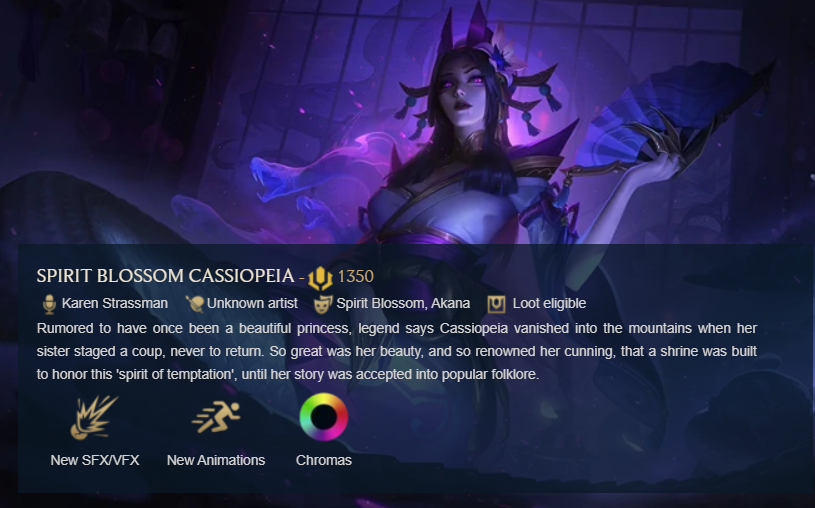 SPIRIT BLOSSOM CASSIOPEIA - 1350
Karen Strassman Unknown artist Spirit Blossom, Akana Loot eligible
Rumored to have once been a beautiful princess, legend says Cassiopeia vanished into the mountains when her
sister staged a coup, never to return. So great was her beauty, and so renowned her cunning, that a shrine was built
to honor this 'spirit of temptation', until her story was accepted into popular folklore.
New SFX/VFX New Animations Chromas